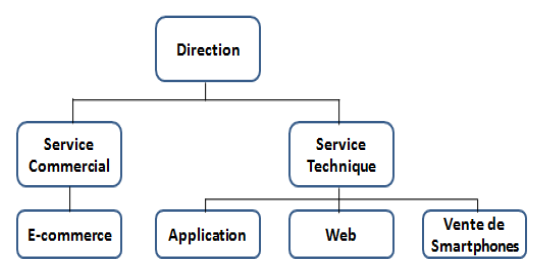 Direction
Service
Commercial
Service
Technique
E-commerce
Application
Web
Vente de
Smartphones